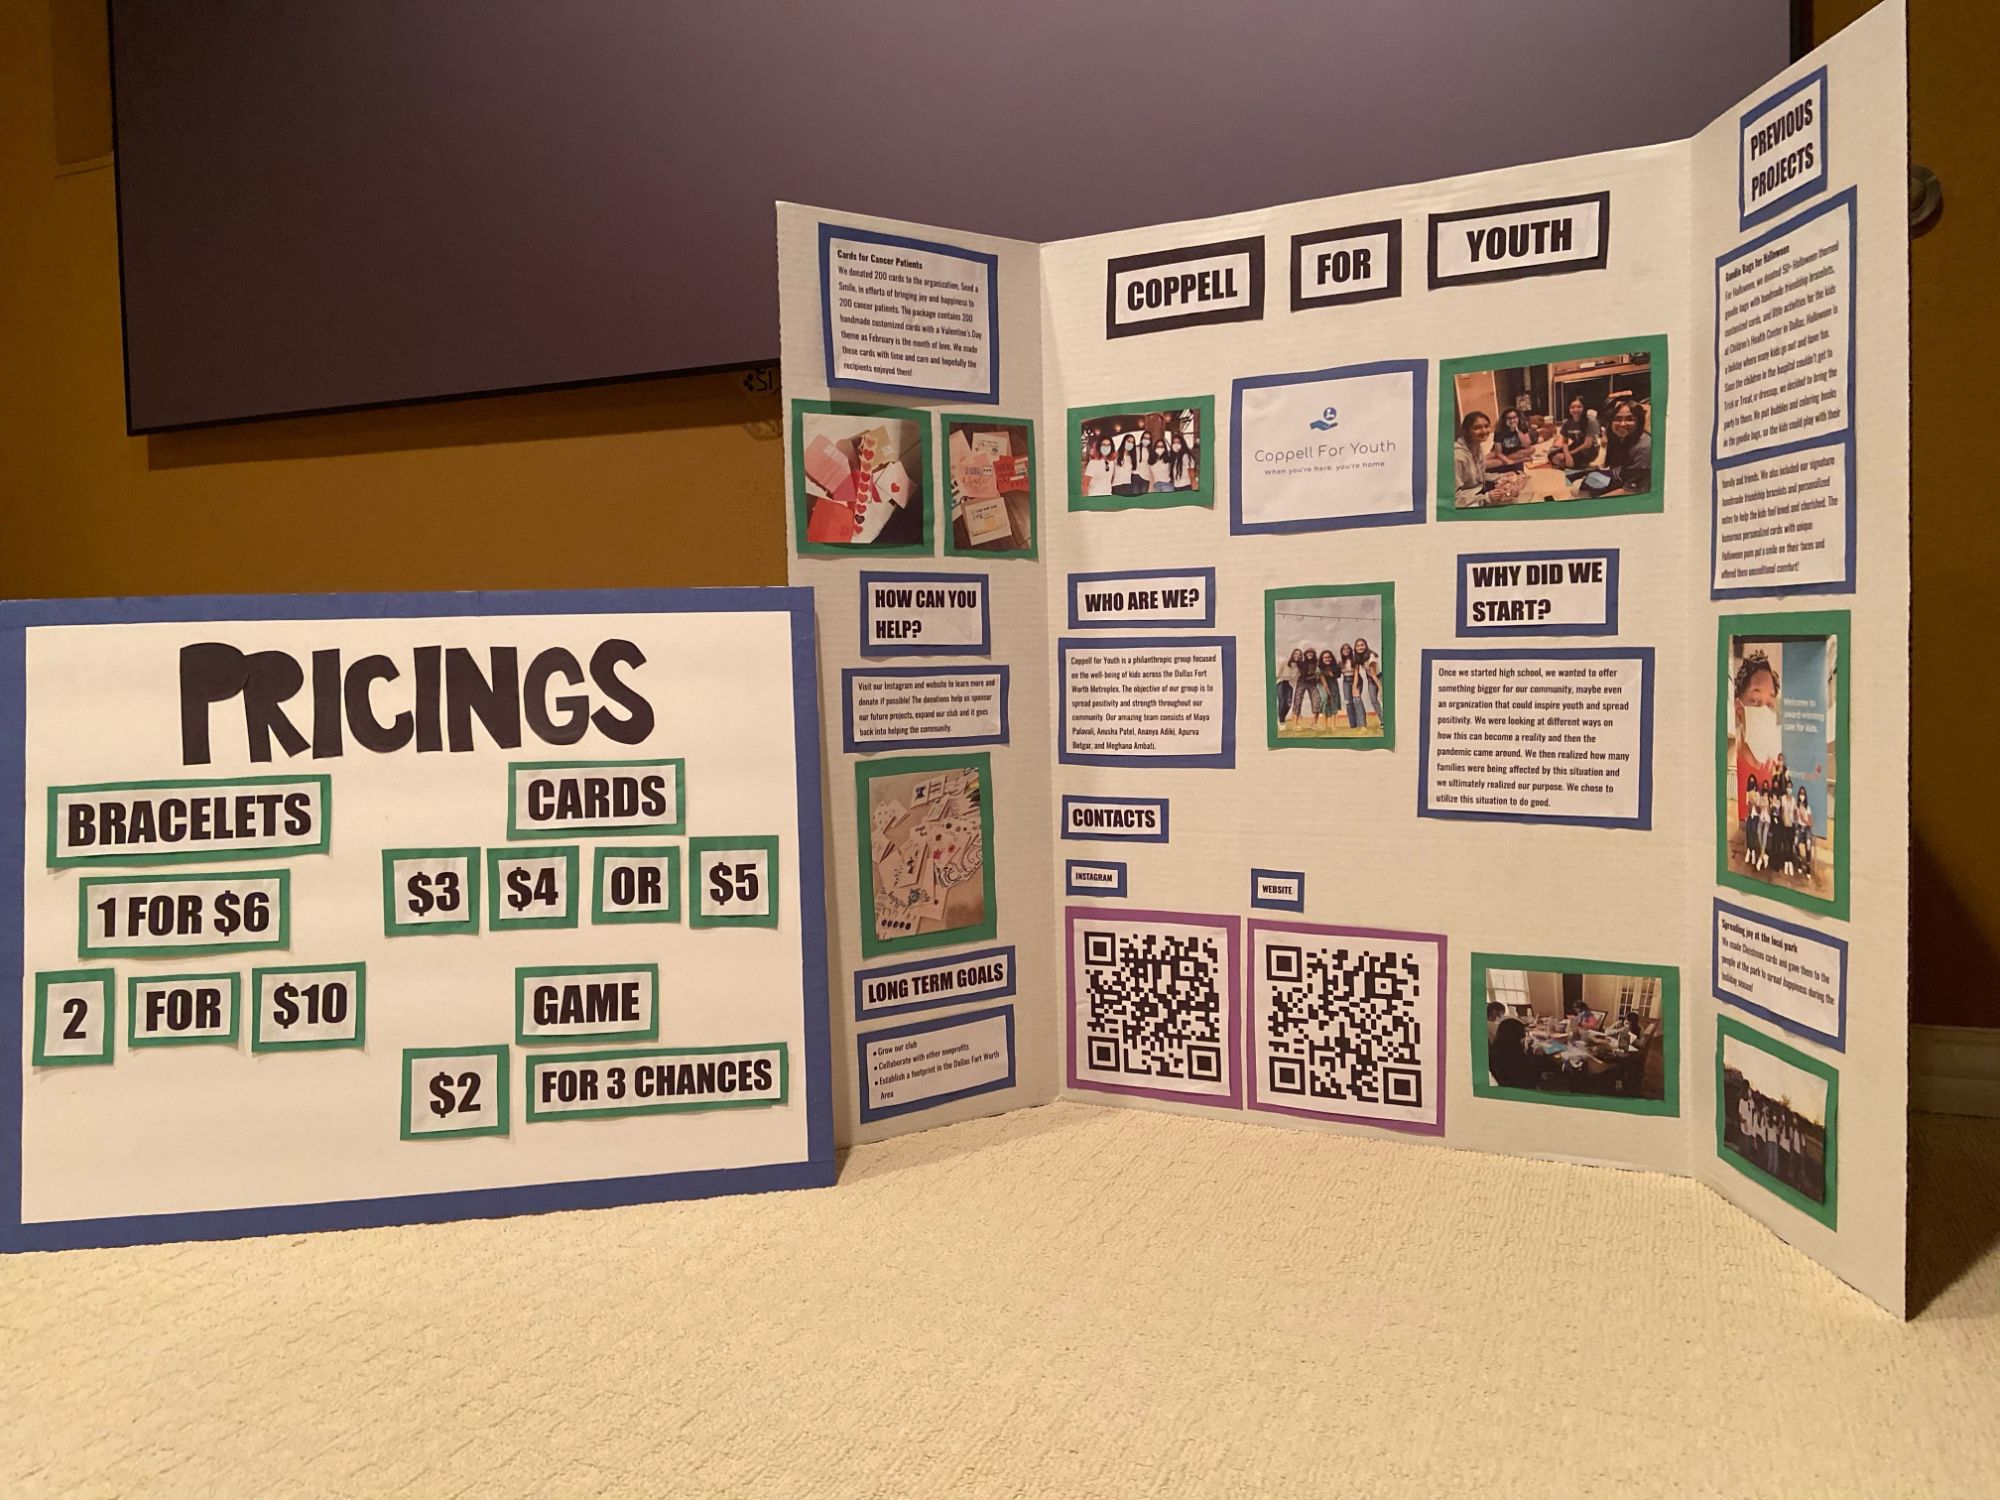 PRICINGS
BRACELETS
1 FOR $6
2 FOR $10
CARDS
$3 $4 OR $5
GAME
$2 FOR 3 CHANCES
Cards for Cancer Patients
We donated 200 cards to the organization, Send a
Smile, in efforts of bringing joy and happiness to
200 cancer patients. The package contains 200
handmade customized cards with a Valentine's Day
theme as February is the month of love. We made
these cards with time and care and hopefully the
recipients enjoyed them!
HOW CAN YOU
HELP?
Visit our Instagram and website to learn more and
donate if possible! The donations help us sponsor
our future projects, expand our club and it goes
back into helping the community.
LONG TERM GOALS
• Grow our club
• Collaborate with other nonprofits
• Establish a footprint in the Dallas Fort Worth
Area
COPPELL FOR YOUTH
Coppell For Youth
When you're here, you're home
WHO ARE WE?
Coppell for Youth is a philanthropic group focused
on the well-being of kids across the Dallas Fort
Worth Metroplex. The objective of our group is to
spread positivity and strength throughout our
community. Our amazing team consists of Maya
Palavali, Anusha Patel, Ananya Adiki, Apurva
Belgar, and Meghana Ambati.
WHY DID WE
START?
Once we started high school, we wanted to offer
something bigger for our community, maybe even
an organization that could inspire youth and spread
positivity. We were looking at different ways on
how this can become a reality and then the
pandemic came around. We then realized how many
families were being affected by this situation and
we ultimately realized our purpose. We chose to
utilize this situation to do good.
CONTACTS
INSTAGRAM
WEBSITE
PREVIOUS
PROJECTS
Goodie Bags for Halloween
For Halloween, we donated 50+ Halloween themed
goodie bags with handmade friendship bracelets,
customized cards, and little activities for the kids
at Children's Health Center in Dallas. Halloween is
a holiday where many kids go out and have fun.
Since the children in the hospital couldn't get to
Trick or Treat, or dressup, we decided to bring the
party to them. We put bubbles and coloring books
in the goodie bags, so the kids could play with their
family and friends. We also included our signature
handmade friendship bracelets and personalized
notes to help the kids feel loved and cherished. The
humorous personalized cards with unique
Halloween puns put a smile on their faces and
offered them unconditional comfort!
Welcome to
award-winning
care for kids.
Spreading joy at the local park
We made Christmas cards and gave them to the
people at the park to spread happiness during the
holiday season!